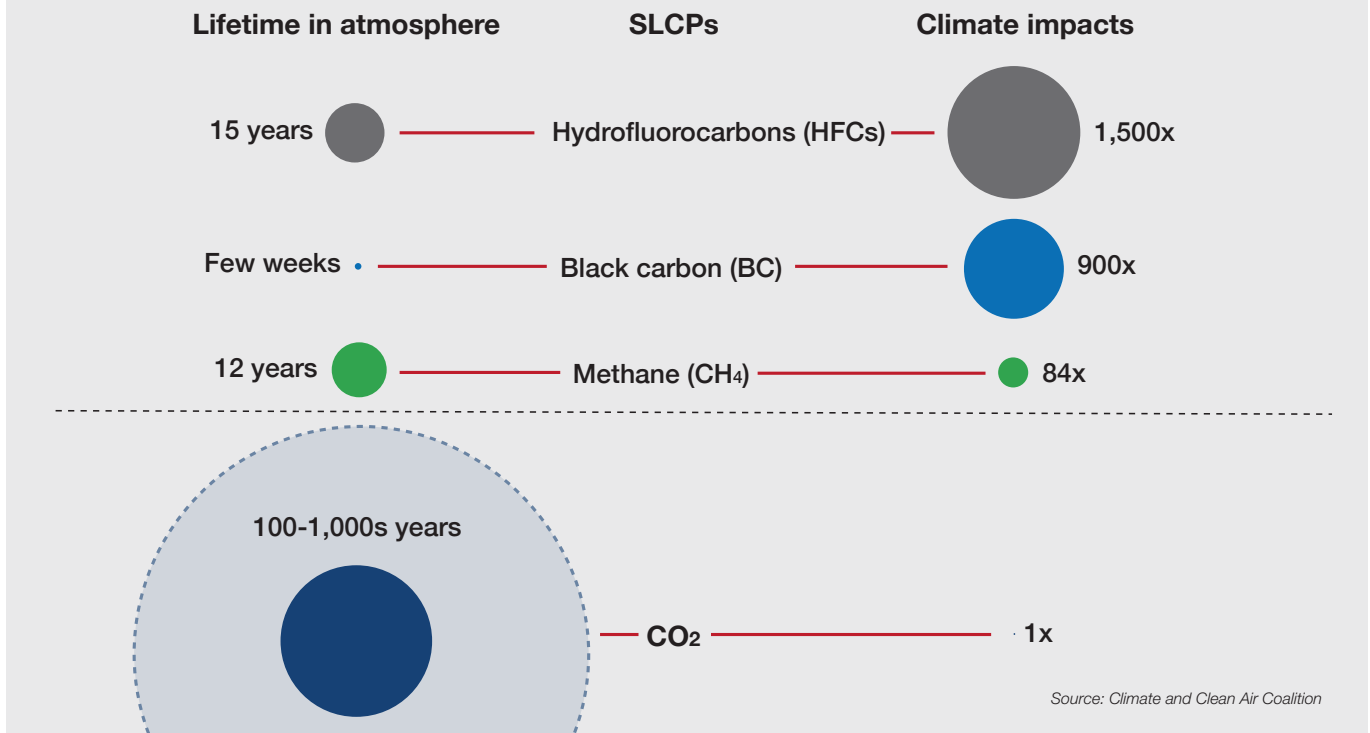 Lifetime in atmosphere SLCPs Climate impacts
15 years Hydrofluorocarbons (HFCs) 1,500x
Few weeks Black carbon (BC) 900x
12 years Methane (CH₄) 84x
100-1,000s years
CO₂ 1x
Source: Climate and Clean Air Coalition